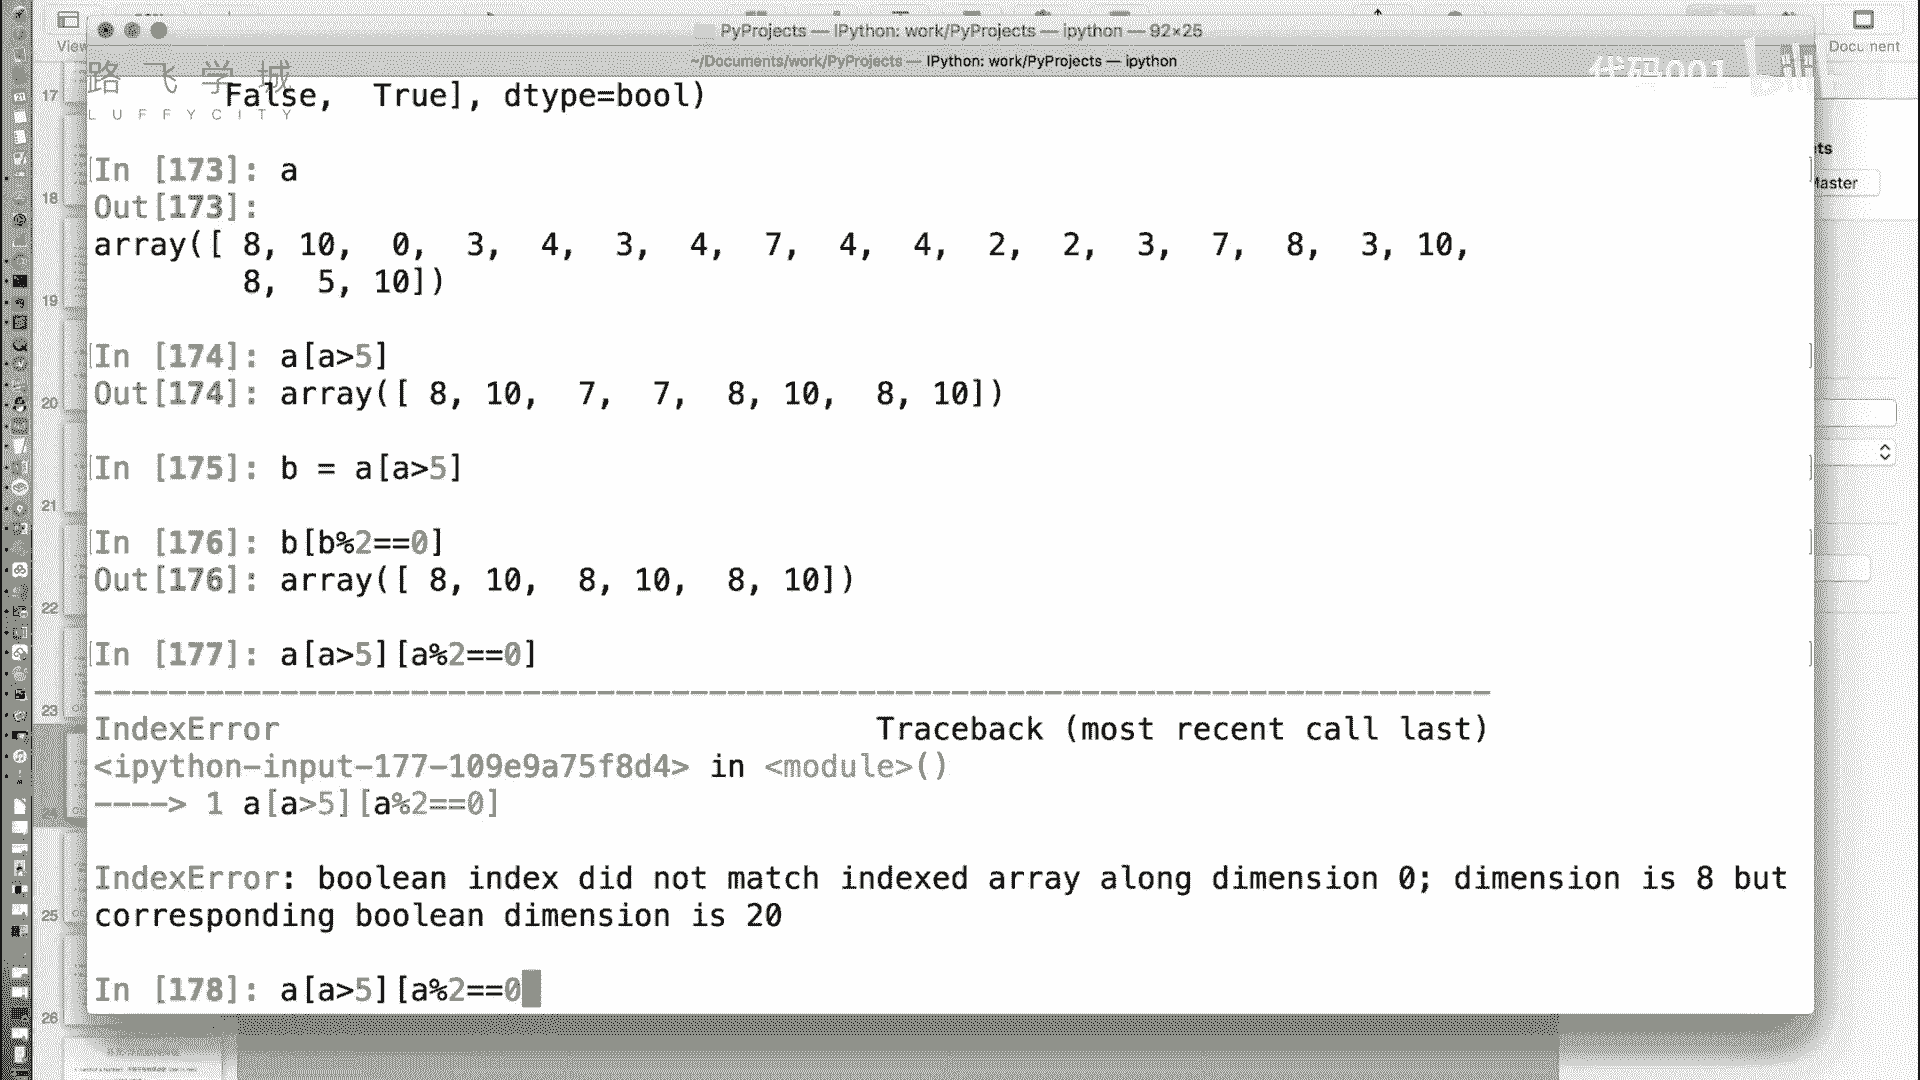 View
PyProjects — IPython: work/PyProjects — ipython — 92×25
Document
~/Documents/work/PyProjects — IPython: work/PyProjects — ipython
路飞学城
LUFFYCITY
代码001
False,  True], dtype=bool)
In [173]: a
Out[173]:
array([ 8, 10,  0,  3,  4,  3,  4,  7,  4,  4,  2,  2,  3,  7,  8,  3, 10,
8,  5, 10])
In [174]: a[a>5]
Out[174]: array([ 8, 10,  7,  7,  8, 10,  8, 10])
In [175]: b = a[a>5]
In [176]: b[b%2==0]
Out[176]: array([ 8, 10,  8, 10,  8, 10])
In [177]: a[a>5][a%2==0]
---------------------------------------------------------------------------
IndexError                                Traceback (most recent call last)
<ipython-input-177-109e9a75f8d4> in <module>()
----> 1 a[a>5][a%2==0]
IndexError: boolean index did not match indexed array along dimension 0; dimension is 8 but
corresponding boolean dimension is 20
In [178]: a[a>5][a%2==0
17
18
19
20
21
22
23
24
25
26
ts
Master